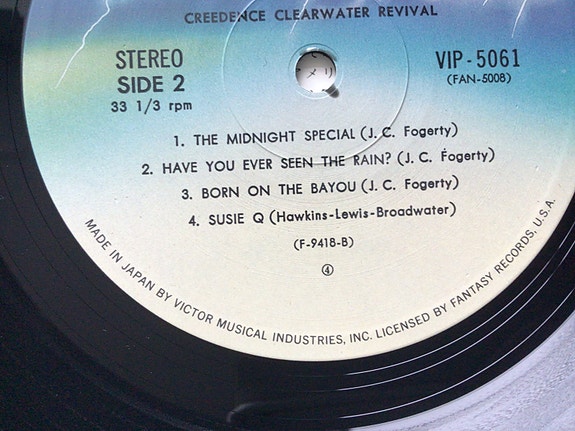 CREEDENCE CLEARWATER REVIVAL
STEREO
SIDE 2
33 1/3 rpm
VIP-5061
(FAN-5008)
1. THE MIDNIGHT SPECIAL (J. C. Fogerty)
2. HAVE YOU EVER SEEN THE RAIN? (J. C. Fogerty)
3. BORN ON THE BAYOU (J. C. Fogerty)
4. SUSIE Q (Hawkins-Lewis-Broadwater)
(F-9418-B)
④
MADE IN JAPAN BY VICTOR MUSICAL INDUSTRIES, INC. LICENSED BY FANTASY RECORDS, U.S.A.